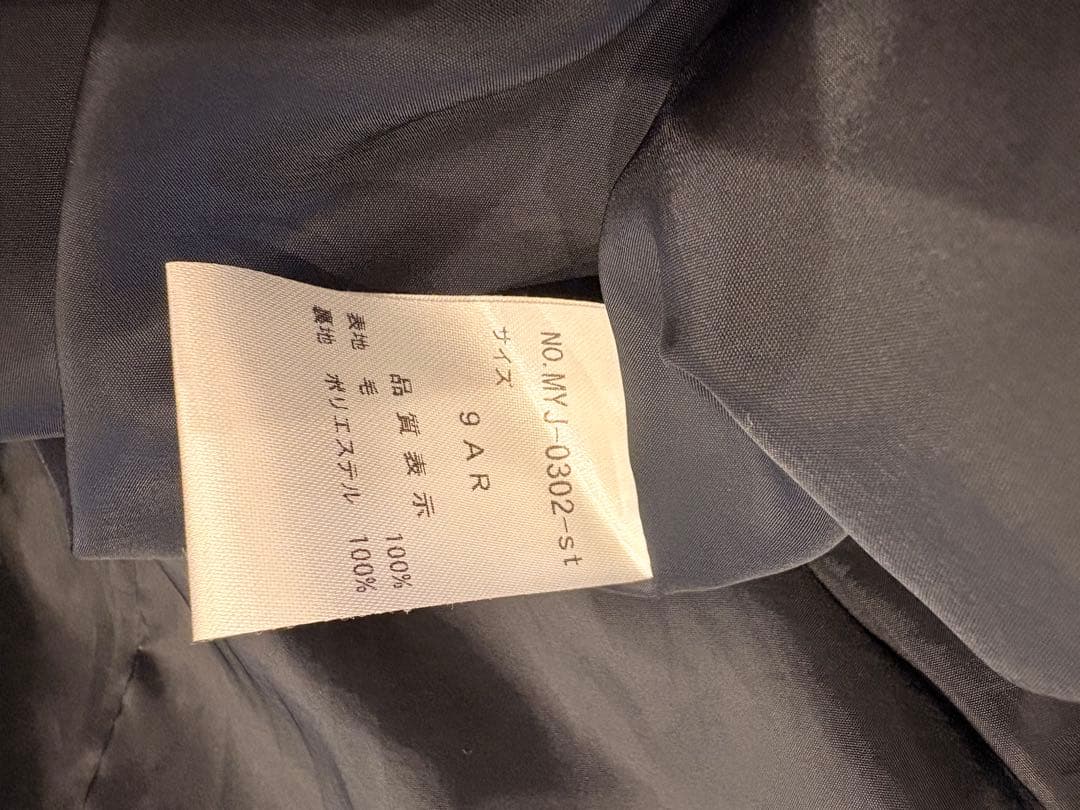 NO.MYJ-0302-st
サイズ
9AR
品質表示
表地 毛 100%
裏地 ポリエステル 100%